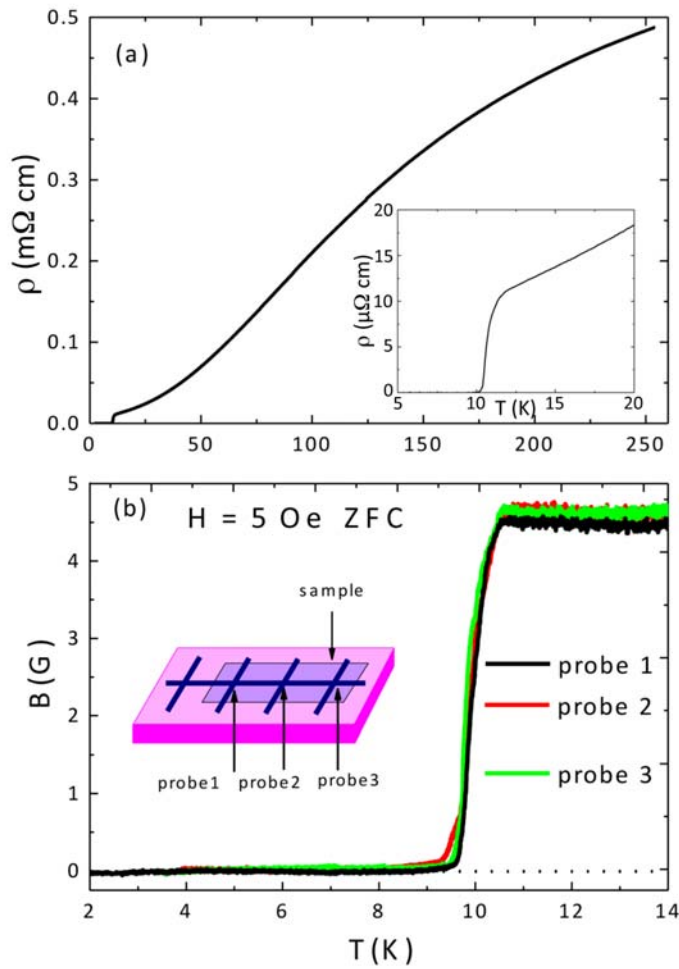 0.5
(a)
0.4
0.3
0.2
0.1
0.0
ρ (mΩ cm)
50
100
150
200
250
20
15
10
5
0
ρ (μΩ cm)
5
10
15
20
T (K)
5
(b) H = 5 Oe ZFC
4
3
2
1
0
B (G)
sample
probe1 probe2 probe3
probe 1
probe 2
probe 3
2
4
6
8
10
12
14
T (K)